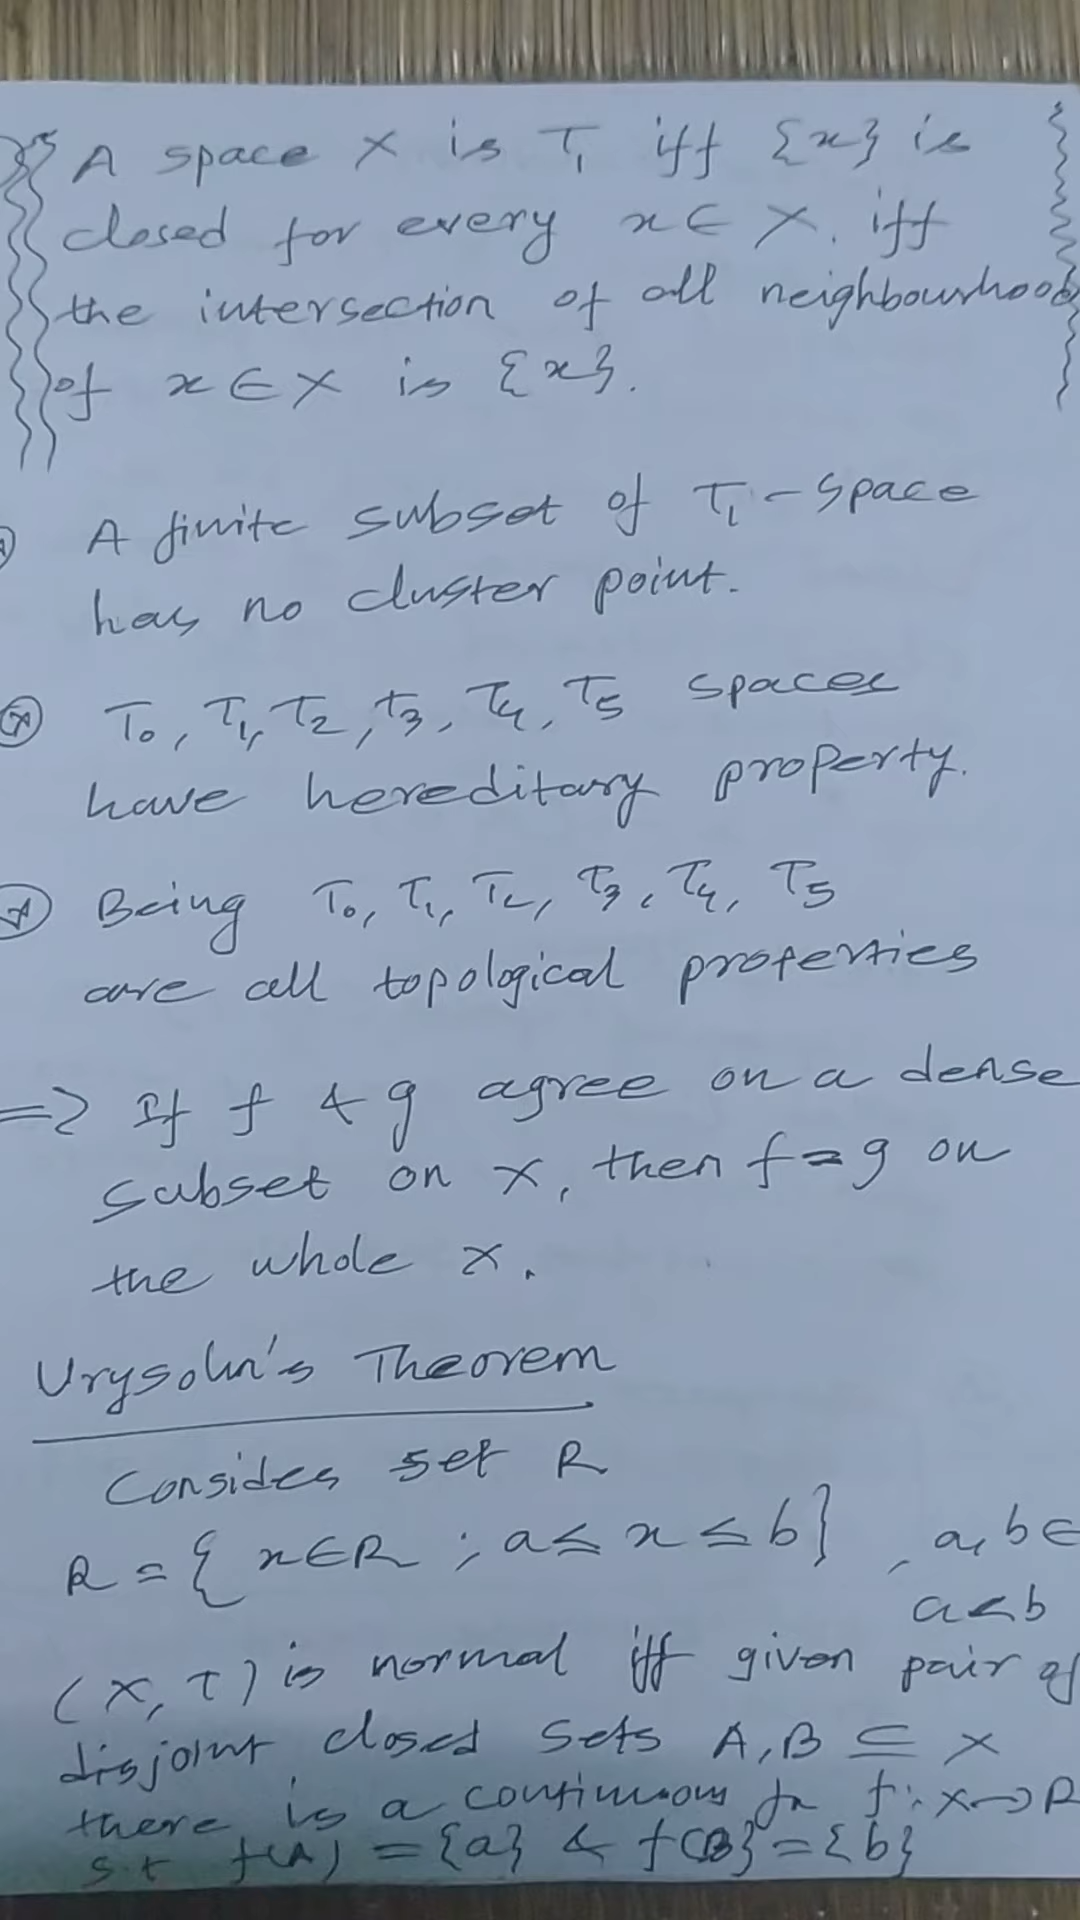 A space X is T₁ iff {x} is
closed for every x ∈ X. iff
the intersection of all neighbourhood
of x ∈ X is {x}.
A finite subset of T₁-space
has no cluster point.
T₀, T₁, T₂, T₃, T₄, T₅ spaces
have hereditary property.
Being T₀, T₁, T₂, T₃, T₄, T₅
are all topological properties
=> If f & g agree on a dense
subset on X, then f = g on
the whole X.
Urysohn's Theorem
Consider set R
R = { x ∈ R ; a ≤ x ≤ b} , a, b ∈
a < b
(X, τ) is normal iff given pair of
disjoint closed sets A, B ⊆ X
there is a continuous fn f: X → R
s.t f(A) = {a} & f(B) = {b}